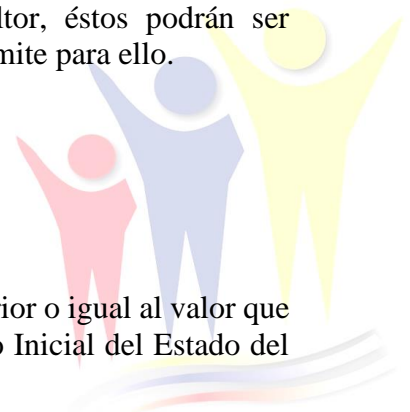 ltor, éstos podrán ser
mite para ello.
rior o igual al valor que
o Inicial del Estado del